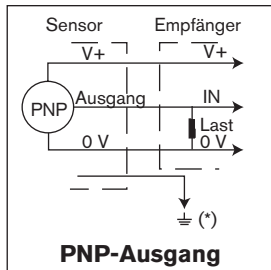 Sensor Empfänger
V+ V+
PNP Ausgang IN
Last
0 V 0 V
(*)
PNP-Ausgang